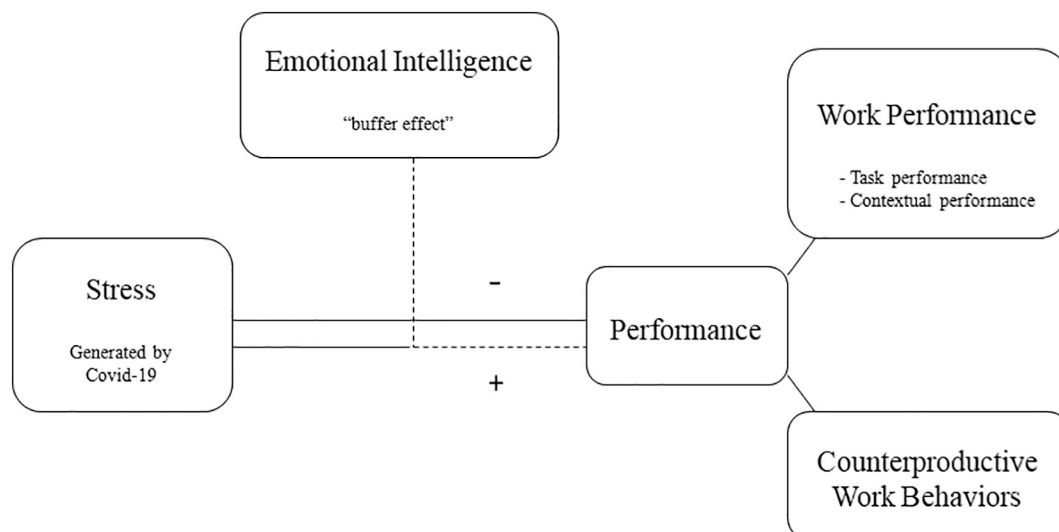 Emotional Intelligence
“buffer effect”
Work Performance
- Task performance
- Contextual performance
Stress
Generated by
Covid-19
-
+
Performance
Counterproductive
Work Behaviors